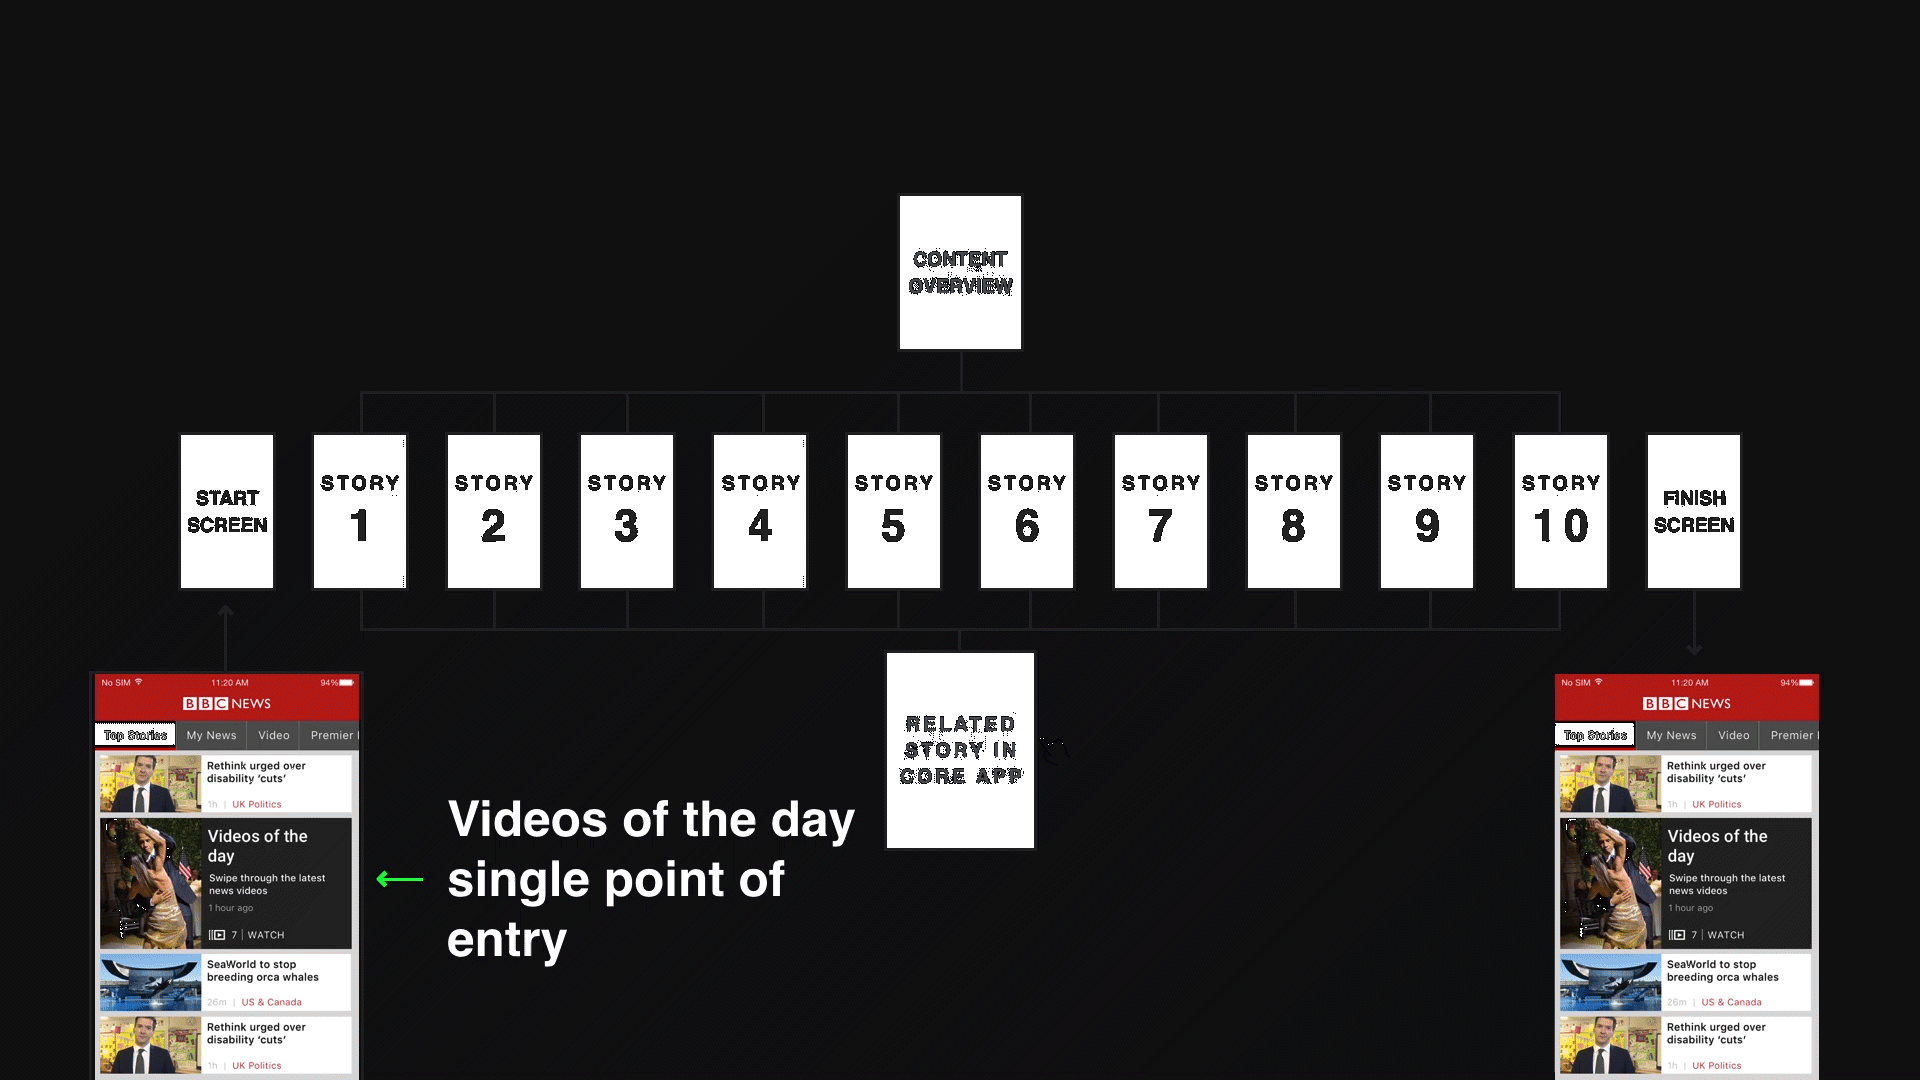 CONTENT
OVERVIEW
START
SCREEN
STORY
1
STORY
2
STORY
3
STORY
4
STORY
5
STORY
6
STORY
7
STORY
8
STORY
9
STORY
10
FINISH
SCREEN
RELATED
STORY IN
CORE APP
No SIM 11:20 AM 94%
BBC NEWS
Top Stories My News Video Premier
Rethink urged over
disability ‘cuts’
1h | UK Politics
Videos of the
day
Swipe through the latest
news videos
1 hour ago
7 | WATCH
SeaWorld to stop
breeding orca whales
26m | US & Canada
Rethink urged over
disability ‘cuts’
1h | UK Politics
Videos of the day
single point of
entry
No SIM 11:20 AM 94%
BBC NEWS
Top Stories My News Video Premier
Rethink urged over
disability ‘cuts’
1h | UK Politics
Videos of the
day
Swipe through the latest
news videos
1 hour ago
7 | WATCH
SeaWorld to stop
breeding orca whales
26m | US & Canada
Rethink urged over
disability ‘cuts’
1h | UK Politics